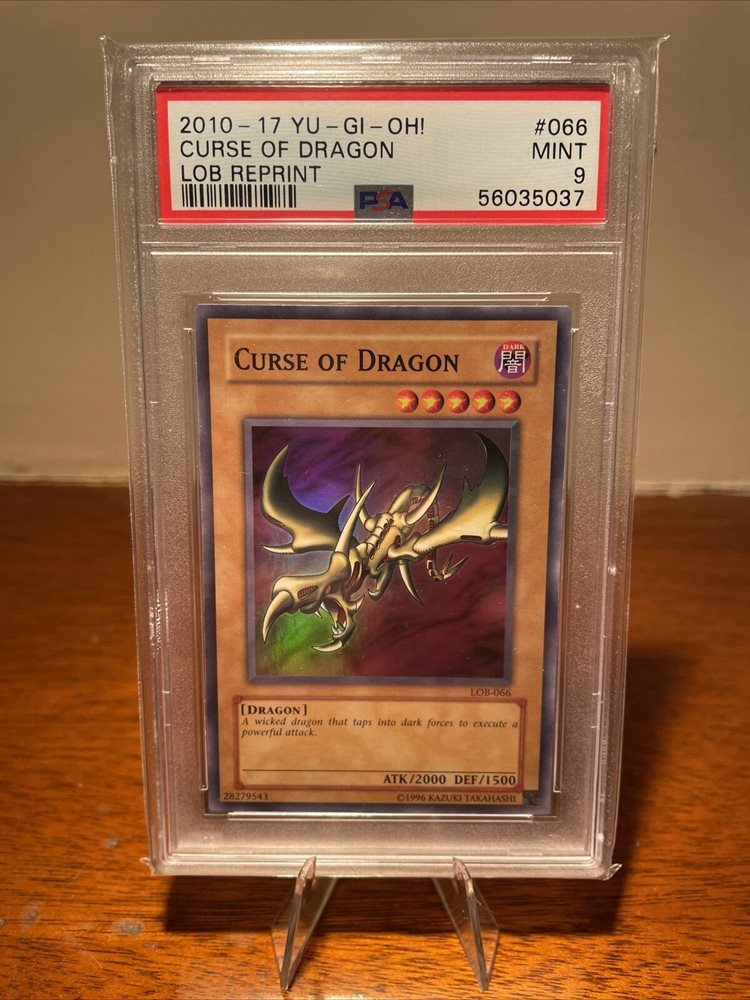 2010-17 YU-GI-OH! #066
CURSE OF DRAGON MINT
LOB REPRINT 9
PSA 56035037
CURSE OF DRAGON
DARK
闇
LOB-066
[DRAGON]
A wicked dragon that taps into dark forces to execute a
powerful attack.
ATK/2000 DEF/1500
28279543 ©1996 KAZUKI TAKAHASHI